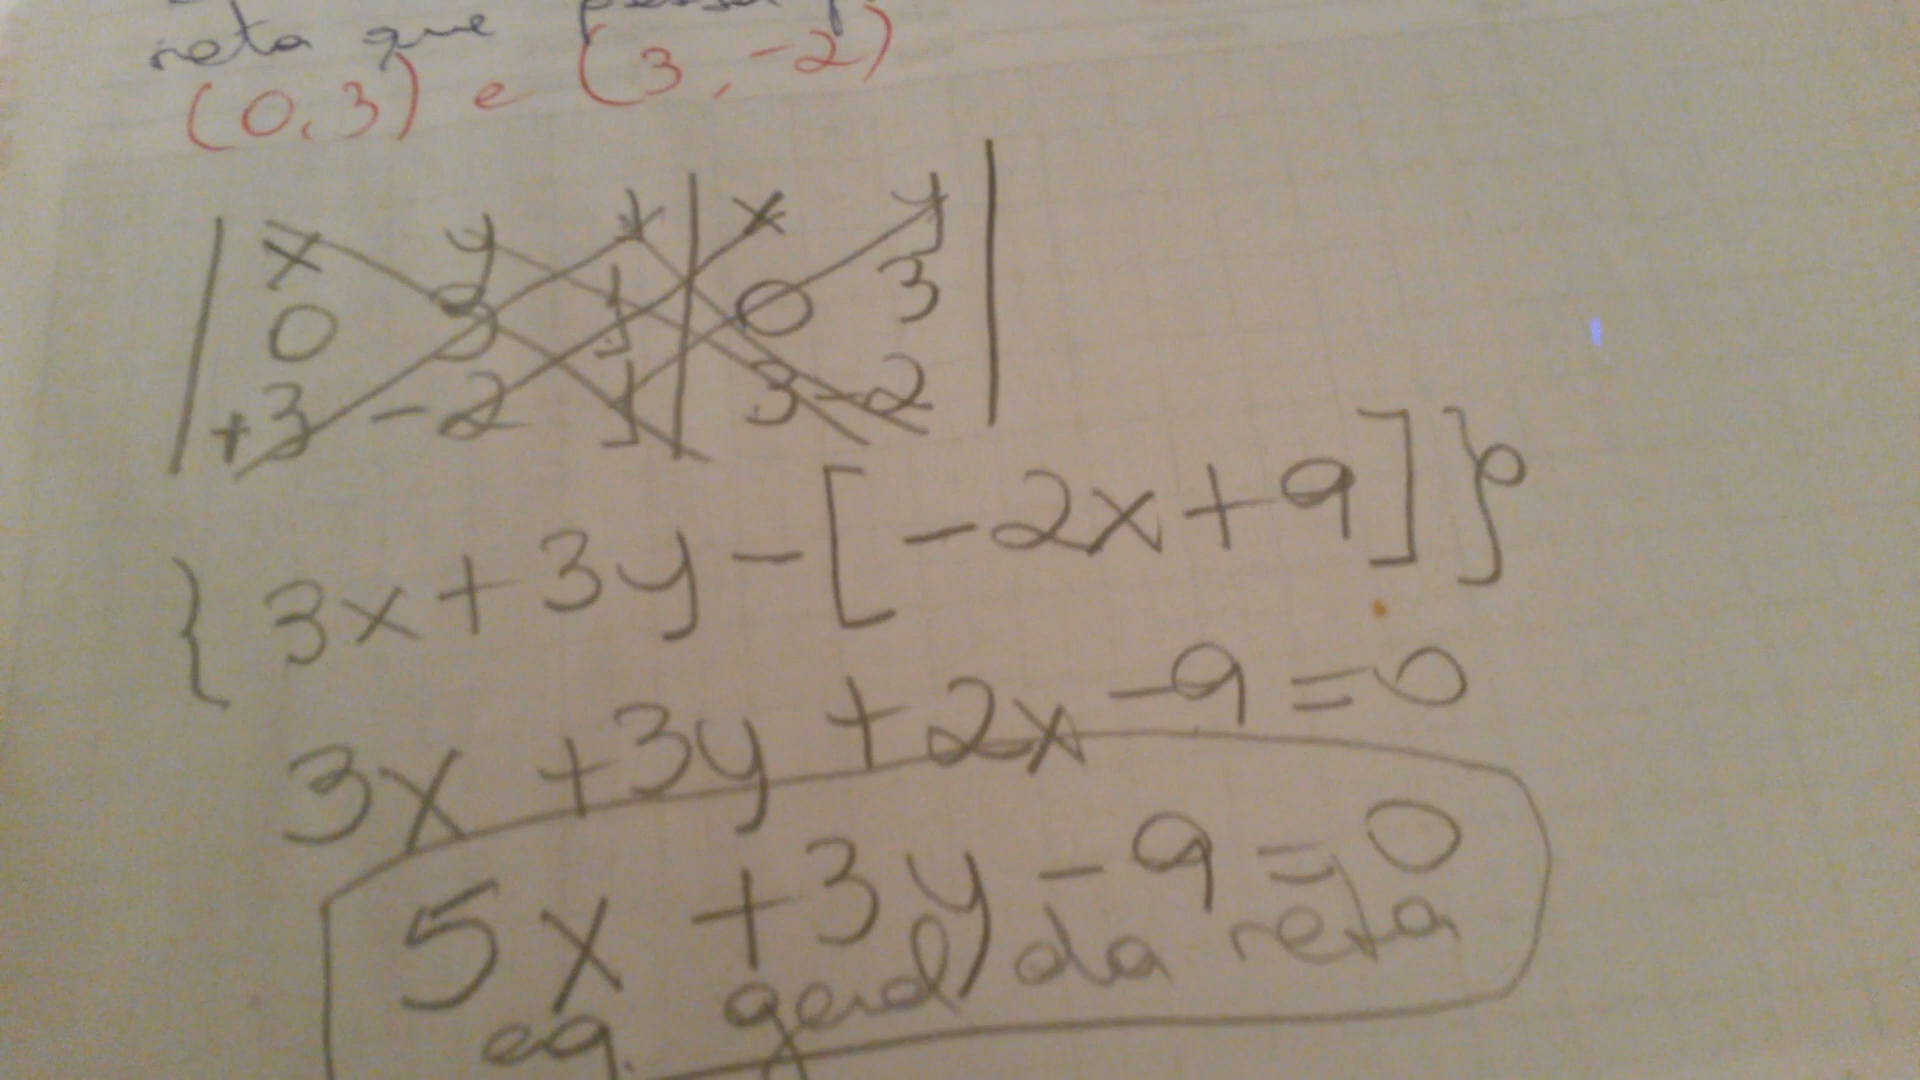 reta que passa p
(0,3) e (3,-2)
| x y 1 | x y |
0 3 1 | 0 3
+3 -2 1 | 3 -2
{3x+3y-[-2x+9]}
3x +3y +2x -9 = 0
5x +3y -9 = 0
eq. geral da reta